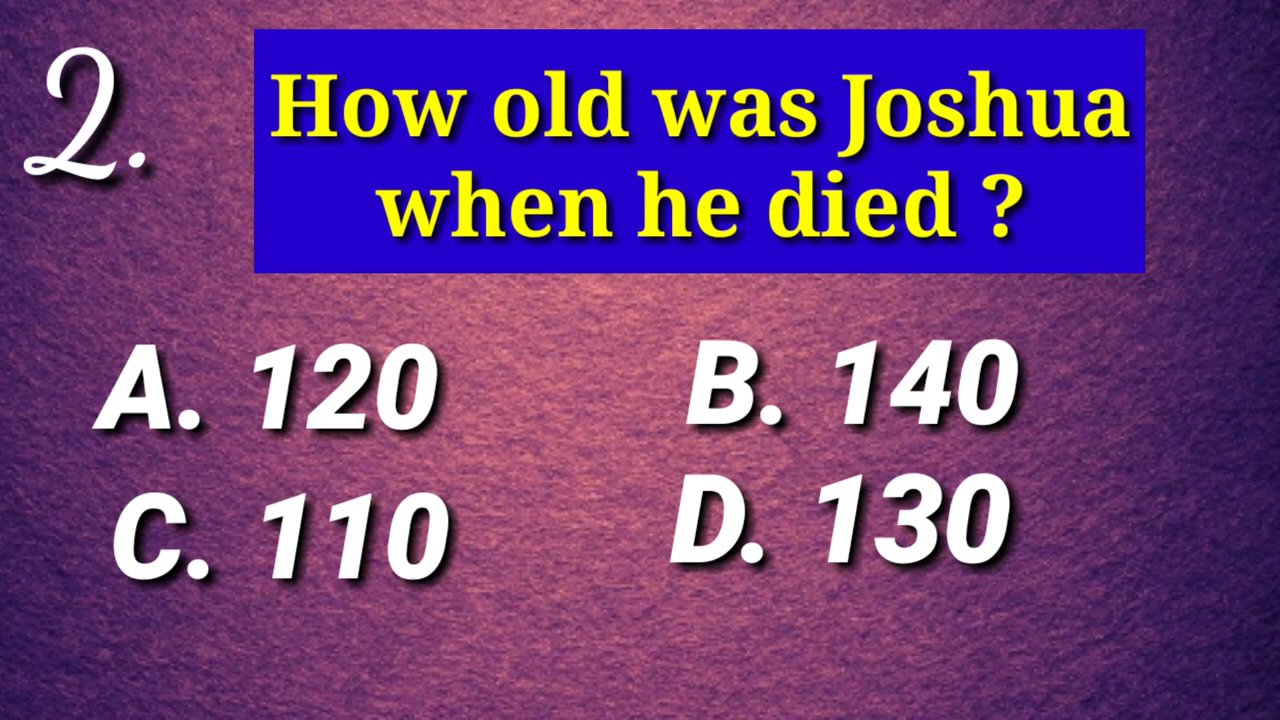 2.
How old was Joshua
when he died ?
A. 120
B. 140
C. 110
D. 130